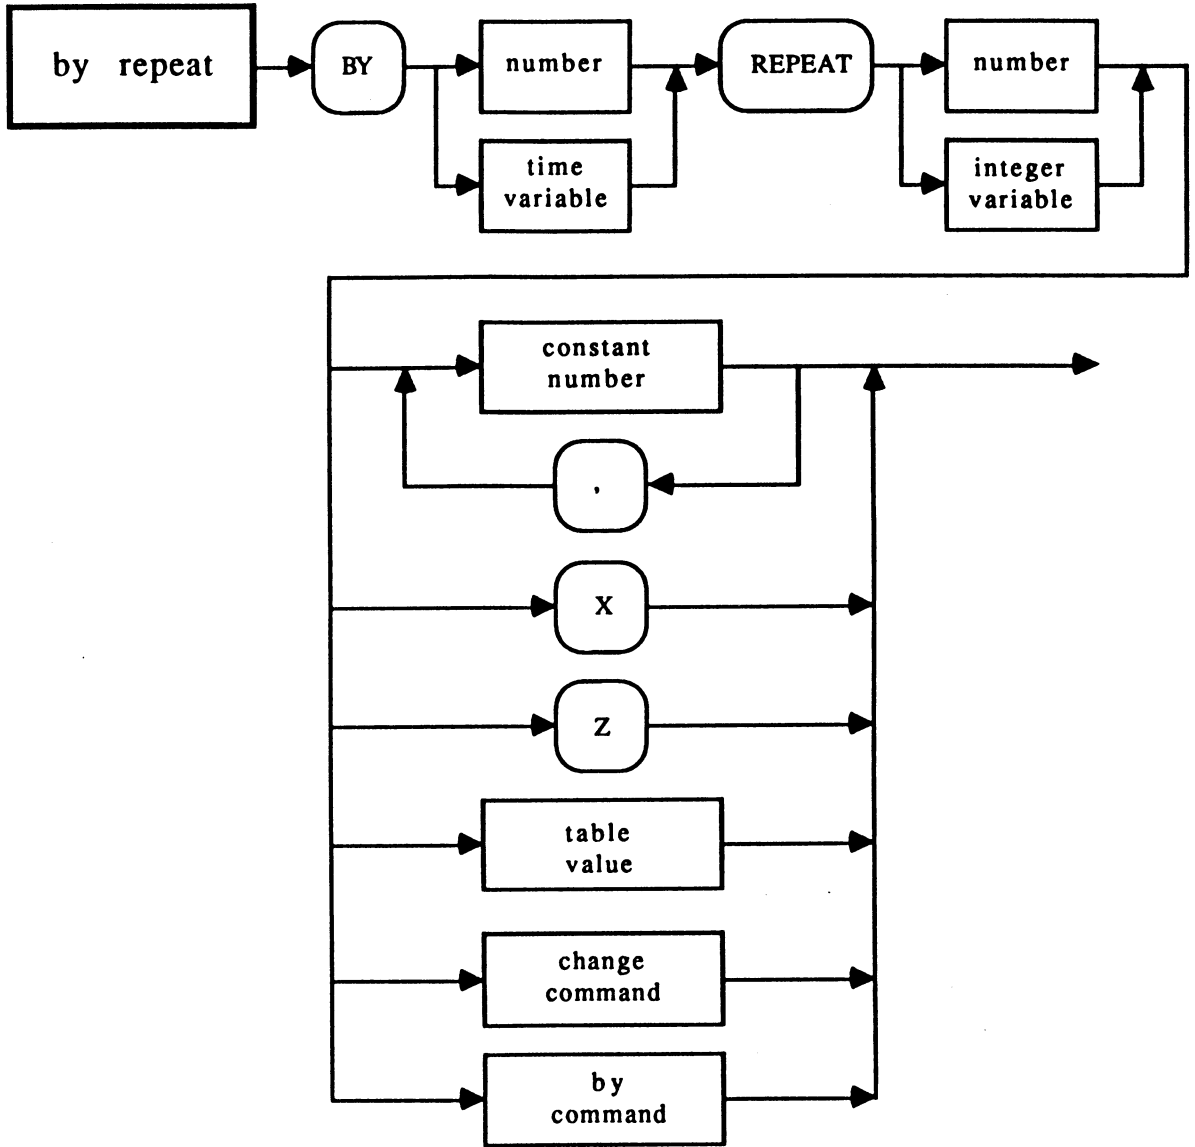 by repeat
BY
number
time
variable
REPEAT
number
integer
variable
constant
number
,
X
Z
table
value
change
command
by
command